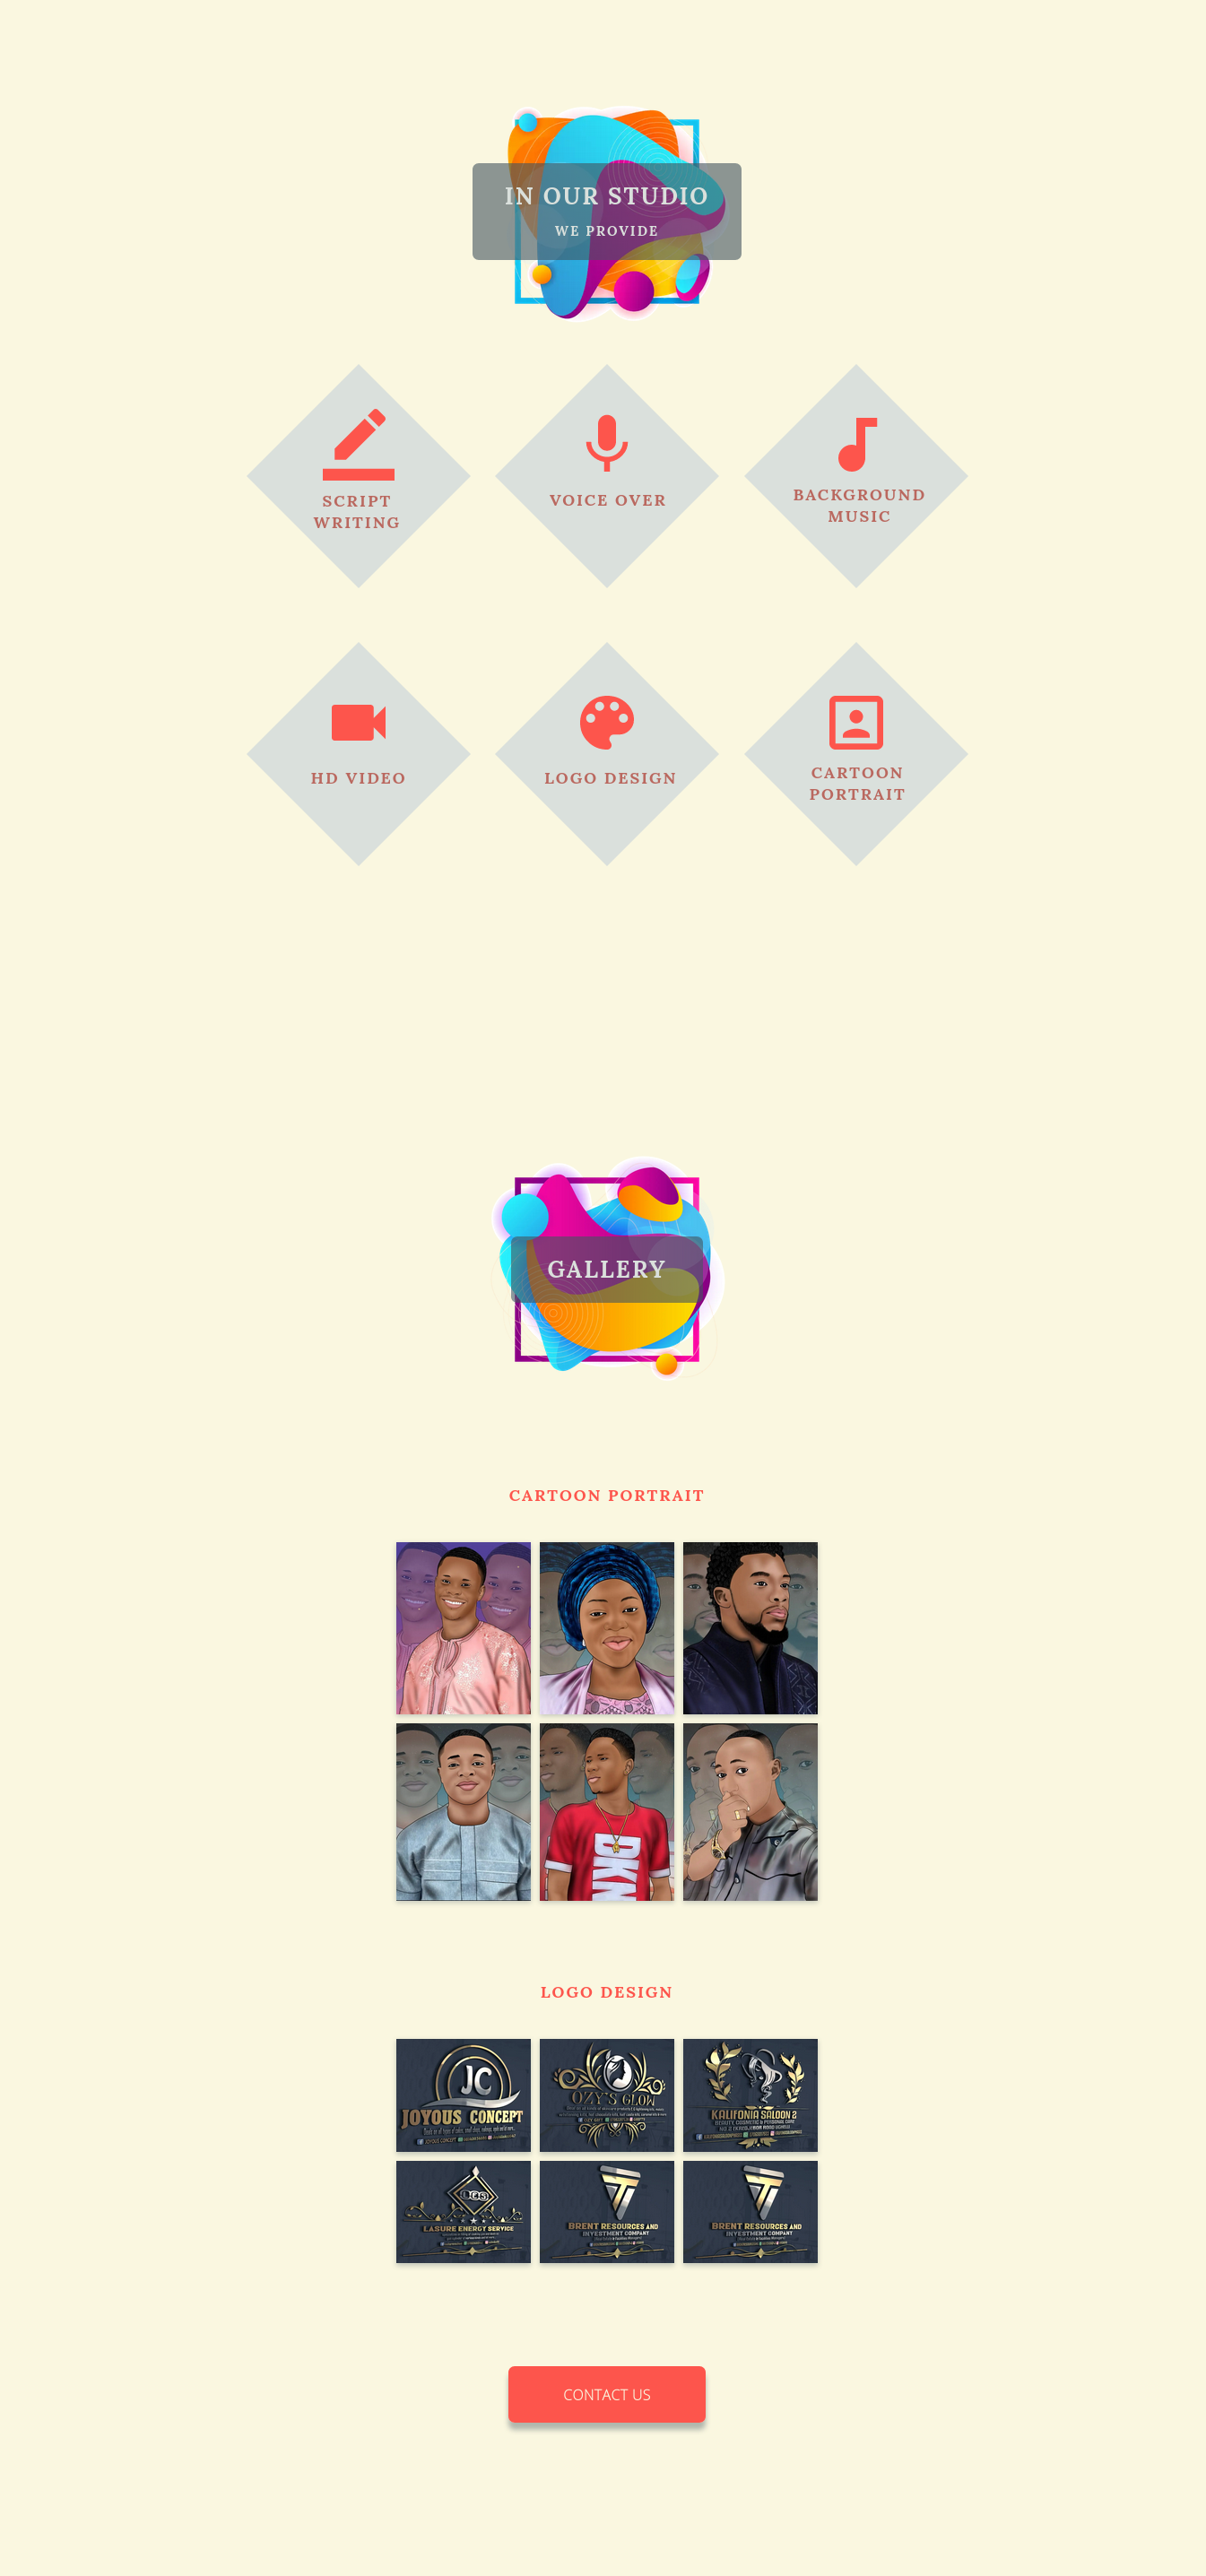 IN OUR STUDIO
WE PROVIDE
SCRIPT
WRITING
VOICE OVER
BACKGROUND
MUSIC
HD VIDEO
LOGO DESIGN
CARTOON
PORTRAIT
GALLERY
CARTOON PORTRAIT
LOGO DESIGN
JC
JOYOUS CONCEPT
OZY'S GLOW
KALIFONIA SALOON 2
LASURE ENERGY SERVICE
BRENT RESOURCES AND
INVESTMENT COMPANY
BRENT RESOURCES AND
INVESTMENT COMPANY
CONTACT US